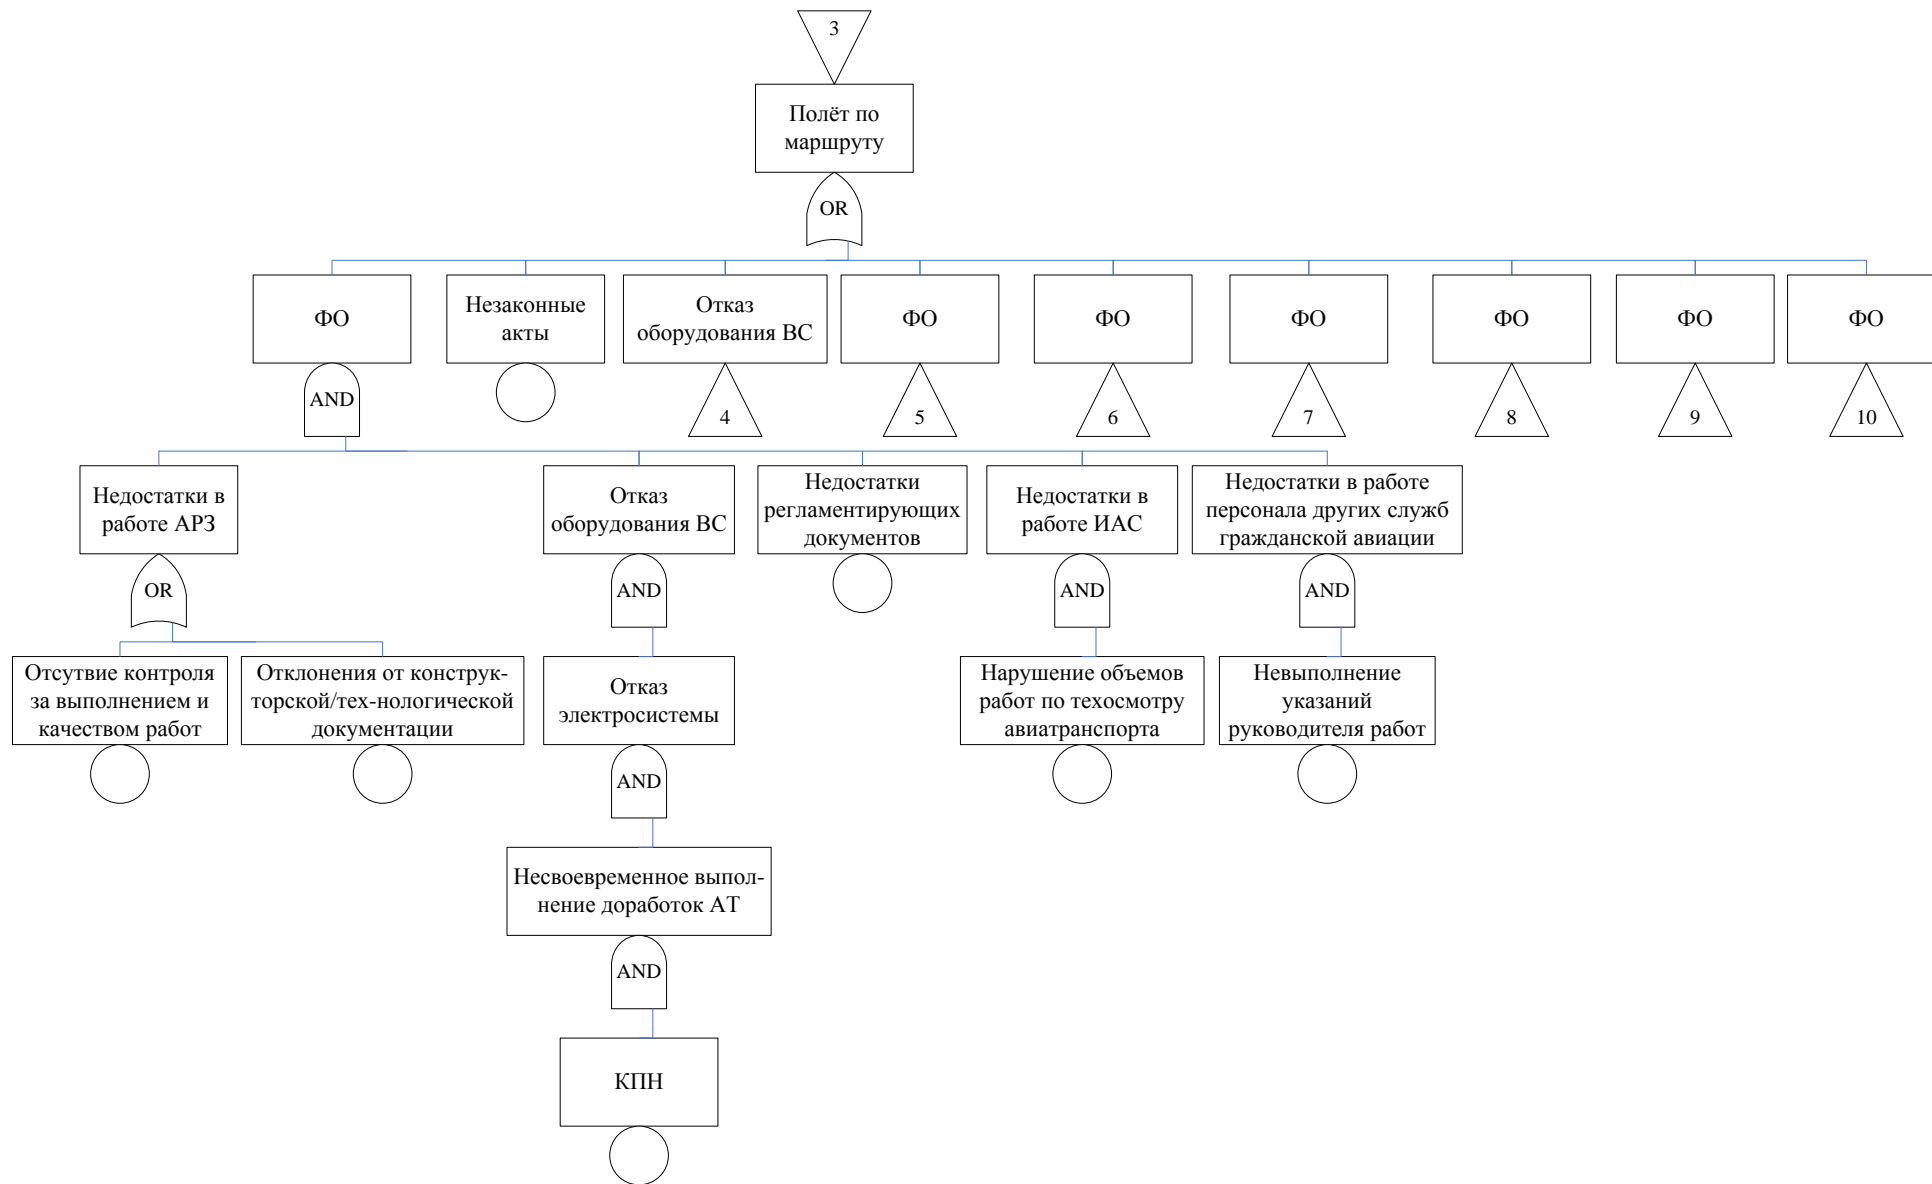 3
Полёт по
маршруту
OR
ФО
Незаконные
акты
Отказ
оборудования ВС
ФО
ФО
ФО
ФО
ФО
ФО
AND
4
5
6
7
8
9
10
Недостатки в
работе АРЗ
Отказ
оборудования ВС
Недостатки
регламентирующих
документов
Недостатки в
работе ИАС
Недостатки в работе
персонала других служб
гражданской авиации
OR
AND
AND
AND
Отсутвие контроля
за выполнением и
качеством работ
Отклонения от конструк-
торской/тех-нологической
документации
Отказ
электросистемы
Нарушение объемов
работ по техосмотру
авиатранспорта
Невыполнение
указаний
руководителя работ
AND
Несвоевременное выпол-
нение доработок АТ
AND
КПН